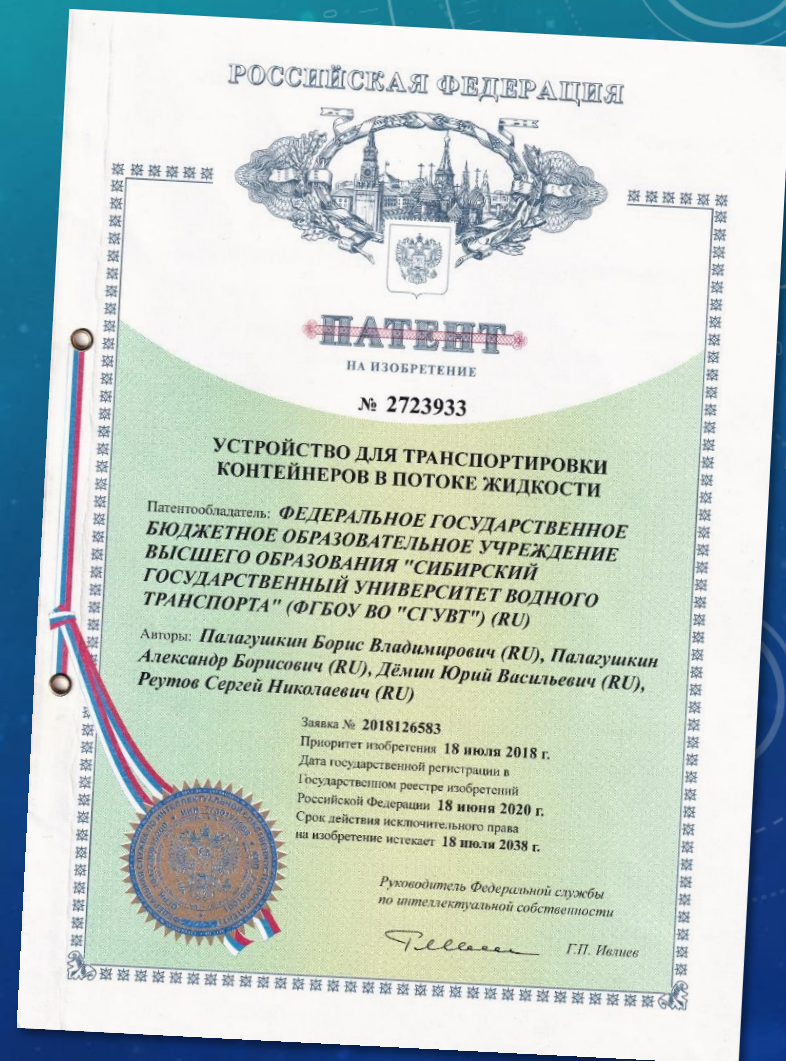 РОССИЙСКАЯ ФЕДЕРАЦИЯ
ПАТЕНТ
НА ИЗОБРЕТЕНИЕ
№ 2723933
УСТРОЙСТВО ДЛЯ ТРАНСПОРТИРОВКИ
КОНТЕЙНЕРОВ В ПОТОКЕ ЖИДКОСТИ
Патентообладатель: ФЕДЕРАЛЬНОЕ ГОСУДАРСТВЕННОЕ
БЮДЖЕТНОЕ ОБРАЗОВАТЕЛЬНОЕ УЧРЕЖДЕНИЕ
ВЫСШЕГО ОБРАЗОВАНИЯ "СИБИРСКИЙ
ГОСУДАРСТВЕННЫЙ УНИВЕРСИТЕТ ВОДНОГО
ТРАНСПОРТА" (ФГБОУ ВО "СГУВТ") (RU)
Авторы: Палагушкин Борис Владимирович (RU), Палагушкин
Александр Борисович (RU), Дёмин Юрий Васильевич (RU),
Реутов Сергей Николаевич (RU)
Заявка № 2018126583
Приоритет изобретения 18 июля 2018 г.
Дата государственной регистрации в
Государственном реестре изобретений
Российской Федерации 18 июня 2020 г.
Срок действия исключительного права
на изобретение истекает 18 июля 2038 г.
Руководитель Федеральной службы
по интеллектуальной собственности
Г.П. Ивлиев